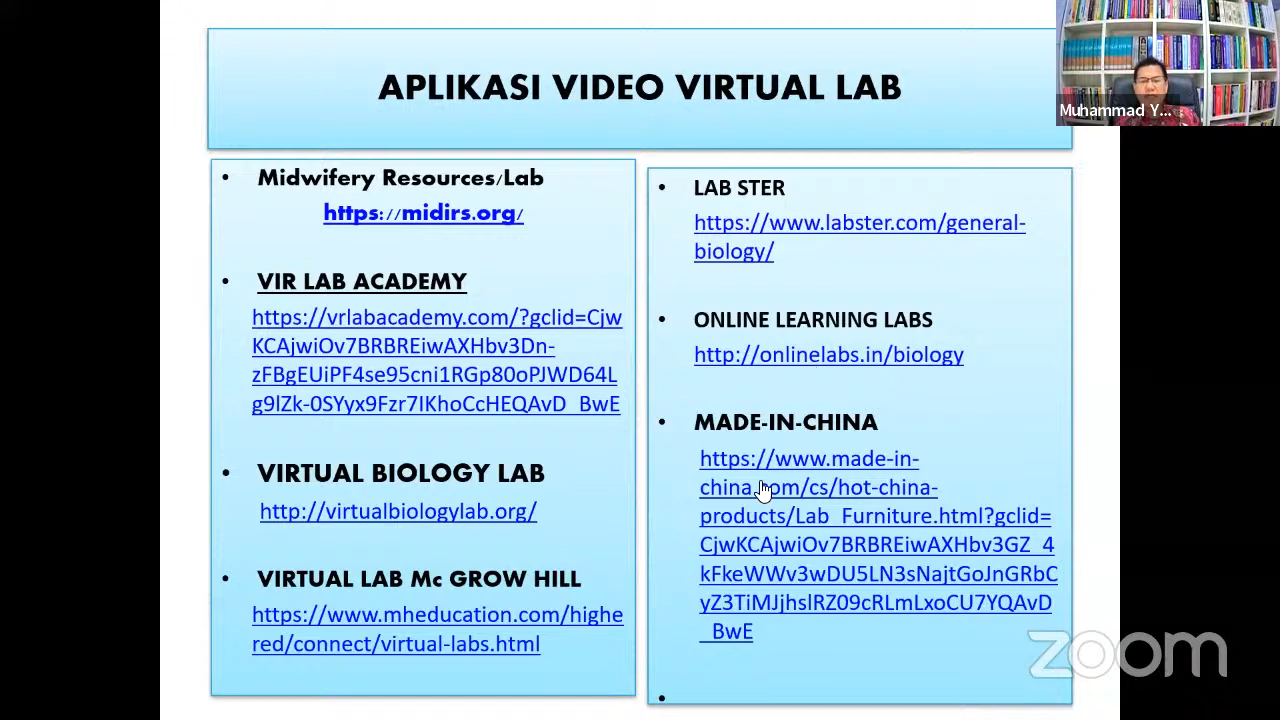 APLIKASI VIDEO VIRTUAL LAB
Muhammad Y...
• Midwifery Resources/Lab
https://midirs.org/
• VIR LAB ACADEMY
https://vrlabacademy.com/?gclid=Cjw
KCAjwiOv7BRBREiwAXHbv3Dn-
zFBgEUiPF4se95cni1RGp80oPJWD64L
g9lZk-0SYyx9Fzr7IKhoCcHEQAvD_BwE
• VIRTUAL BIOLOGY LAB
http://virtualbiologylab.org/
• VIRTUAL LAB Mc GROW HILL
https://www.mheducation.com/highe
red/connect/virtual-labs.html
• LAB STER
https://www.labster.com/general-
biology/
• ONLINE LEARNING LABS
http://onlinelabs.in/biology
• MADE-IN-CHINA
https://www.made-in-
china.com/cs/hot-china-
products/Lab_Furniture.html?gclid=
CjwKCAjwiOv7BRBREiwAXHbv3GZ_4
kFkeWWv3wDU5LN3sNajtGoJnGRbC
yZ3TiMJjhslRZ09cRLmLxoCU7YQAvD
_BwE
•
zoom